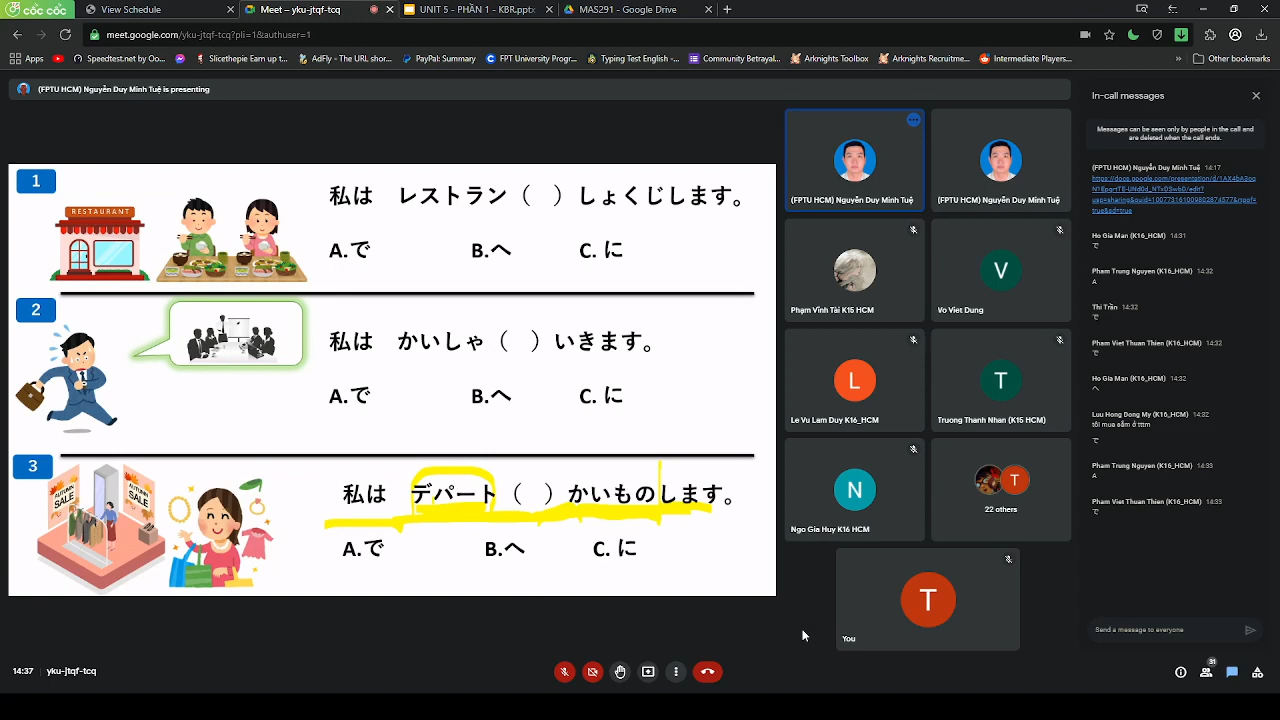 cốc cốc
View Schedule
Meet – yku-jtqf-tcq
UNIT 5 - PHẦN 1 - KBR.pptx
MAS291 - Google Drive
meet.google.com/yku-jtqf-tcq?pli=1&authuser=1
Apps
Speedtest.net by Oo...
Slicethepie Earn up t...
AdFly - The URL shor...
PayPal: Summary
FPT University Progr...
Typing Test English -...
Community Betrayal...
Arknights Toolbox
Arknights Recruitme...
Intermediate Players...
»
Other bookmarks
(FPTU HCM) Nguyễn Duy Minh Tuệ is presenting
1
RESTAURANT
私は レストラン（ ）しょくじします。
A.で B.へ C. に
2
私は かいしゃ（ ）いきます。
A.で B.へ C. に
3
AUTUMN SALE
AUTUMN SALE
私は デパート（ ）かいものします。
A.で B.へ C. に
(FPTU HCM) Nguyễn Duy Minh Tuệ
(FPTU HCM) Nguyễn Duy Minh Tuệ
Phạm Vĩnh Tài K15 HCM
V
Vo Viet Dung
L
Le Vu Lam Duy K16_HCM
T
Truong Thanh Nhan (K15 HCM)
N
Ngo Gia Huy K16 HCM
T
22 others
T
You
In-call messages
Messages can be seen only by people in the call and
are deleted when the call ends.
(FPTU HCM) Nguyễn Duy Minh Tuệ 14:17
Ho Gia Man (K16_HCM) 14:31
で
Pham Trung Nguyen (K16_HCM) 14:32
A
Thi Trần 14:32
で
Pham Viet Thuan Thien (K16_HCM) 14:32
で
Ho Gia Man (K16_HCM) 14:32
へ
Luu Hong Dong My (K16_HCM) 14:32
tôi mua sắm ở tttm
で
Pham Trung Nguyen (K16_HCM) 14:33
A
Pham Viet Thuan Thien (K16_HCM) 14:33
で
Send a message to everyone
14:37 yku-jtqf-tcq
31